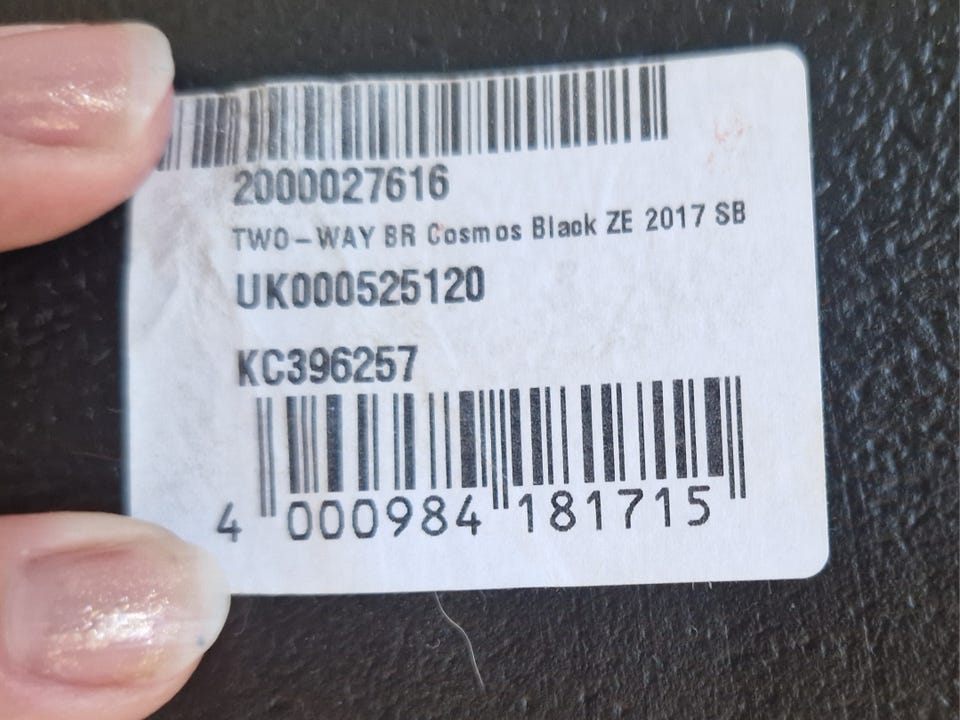 2000027616
TWO-WAY BR Cosmos Black ZE 2017 SB
UK000525120
KC396257
4 000984 181715